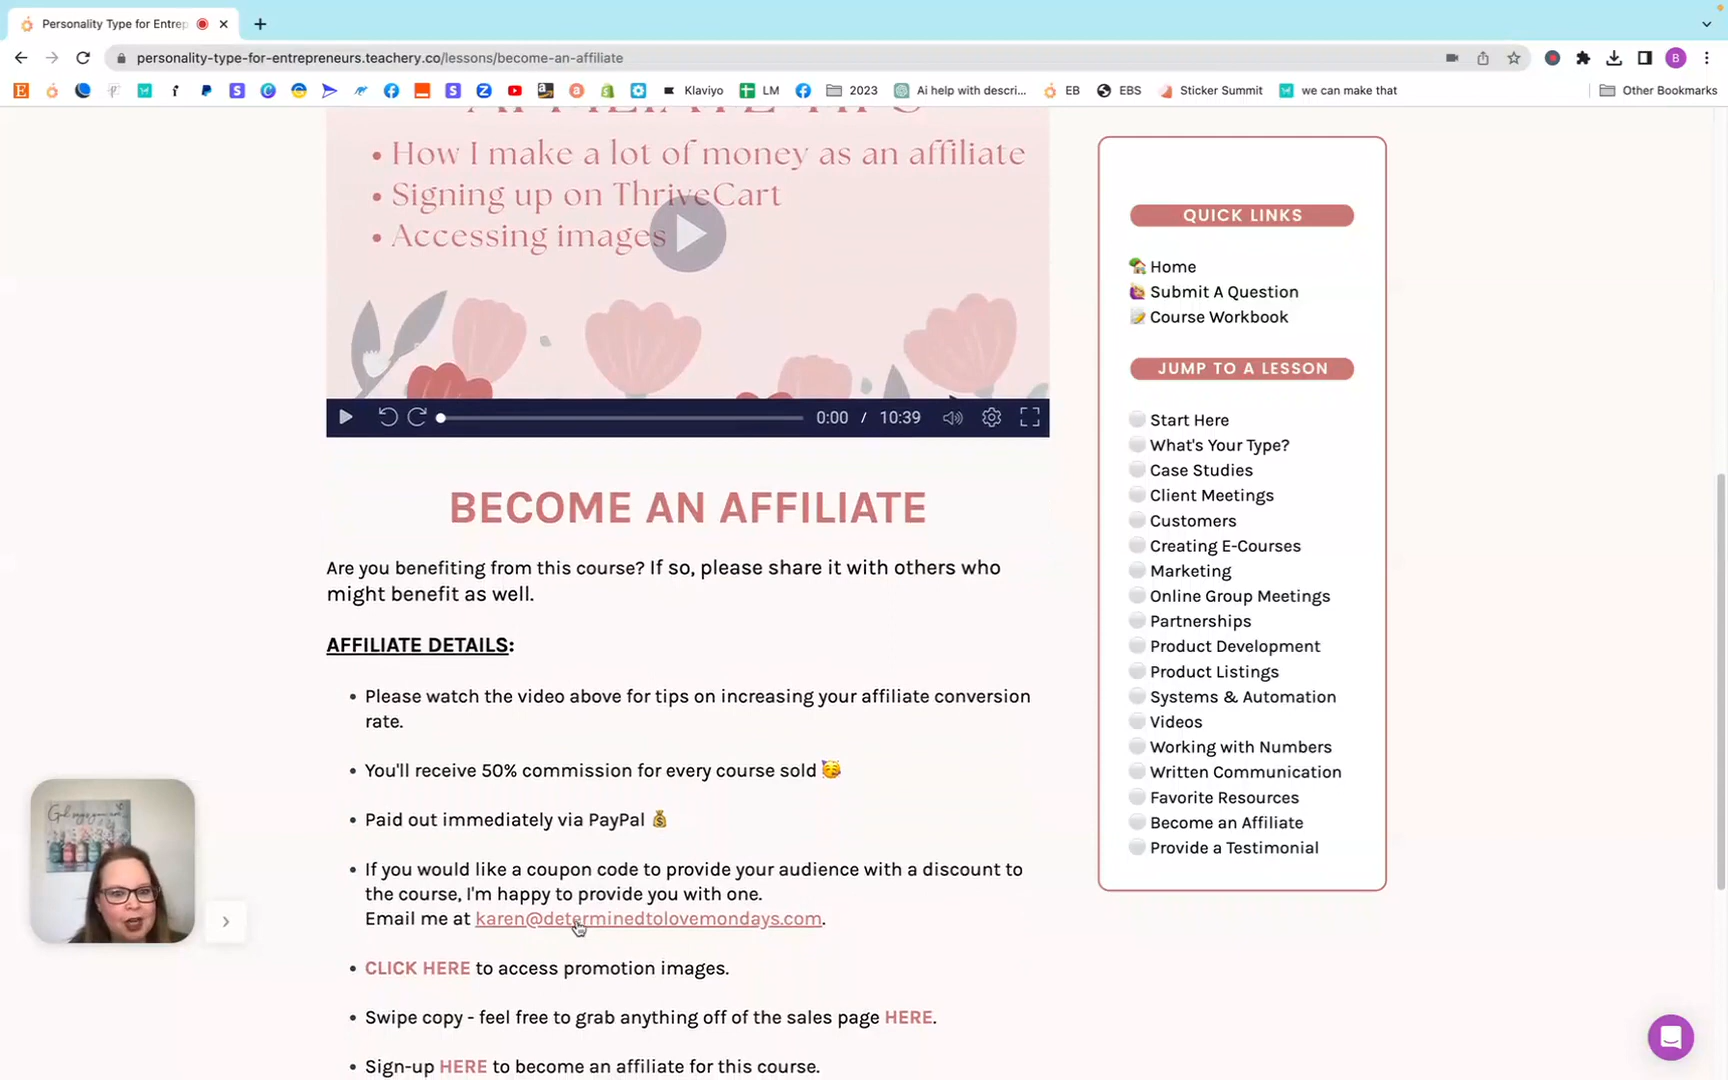 Personality Type for Entrep
personality-type-for-entrepreneurs.teachery.co/lessons/become-an-affiliate
B
Klaviyo
LM
2023
Ai help with descri...
EB
EBS
Sticker Summit
we can make that
Other Bookmarks
AFFILIATE TIPS
• How I make a lot of money as an affiliate
• Signing up on ThriveCart
• Accessing images
0:00 / 10:39
BECOME AN AFFILIATE
Are you benefiting from this course? If so, please share it with others who
might benefit as well.
AFFILIATE DETAILS:
• Please watch the video above for tips on increasing your affiliate conversion
rate.
• You'll receive 50% commission for every course sold 🥳
• Paid out immediately via PayPal 💰
• If you would like a coupon code to provide your audience with a discount to
the course, I'm happy to provide you with one.
Email me at karen@determinedtolovemondays.com.
• CLICK HERE to access promotion images.
• Swipe copy - feel free to grab anything off of the sales page HERE.
• Sign-up HERE to become an affiliate for this course.
QUICK LINKS
Home
Submit A Question
Course Workbook
JUMP TO A LESSON
Start Here
What's Your Type?
Case Studies
Client Meetings
Customers
Creating E-Courses
Marketing
Online Group Meetings
Partnerships
Product Development
Product Listings
Systems & Automation
Videos
Working with Numbers
Written Communication
Favorite Resources
Become an Affiliate
Provide a Testimonial
God says you are